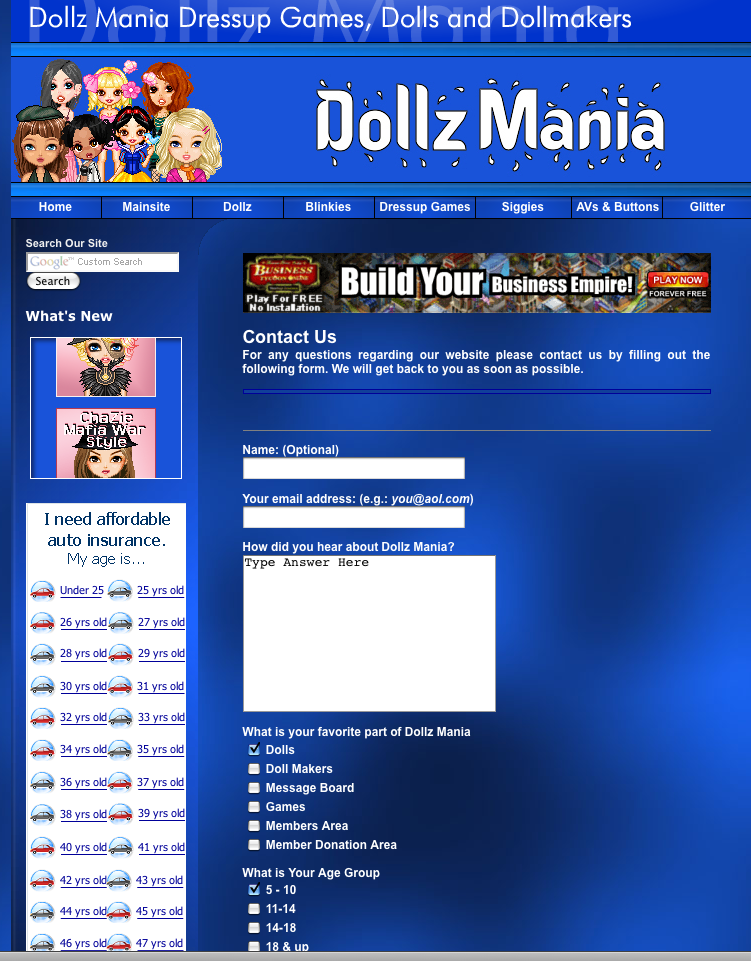 Dollz Mania Dressup Games, Dolls and Dollmakers
Dollz Mania
Home Mainsite Dollz Blinkies Dressup Games Siggies AVs & Buttons Glitter
Search Our Site
Google™ Custom Search
Search
What's New
ChaZie
Mafia War
Style
I need affordable
auto insurance.
My age is...
Under 25 25 yrs old
26 yrs old 27 yrs old
28 yrs old 29 yrs old
30 yrs old 31 yrs old
32 yrs old 33 yrs old
34 yrs old 35 yrs old
36 yrs old 37 yrs old
38 yrs old 39 yrs old
40 yrs old 41 yrs old
42 yrs old 43 yrs old
44 yrs old 45 yrs old
46 yrs old 47 yrs old
BUSINESS
Tycoon Online
Play For FREE
No Installation
Build Your Business Empire!
PLAY NOW
FOREVER FREE
Contact Us
For any questions regarding our website please contact us by filling out the
following form. We will get back to you as soon as possible.
Name: (Optional)
Your email address: (e.g.: you@aol.com)
How did you hear about Dollz Mania?
Type Answer Here
What is your favorite part of Dollz Mania
Dolls
Doll Makers
Message Board
Games
Members Area
Member Donation Area
What is Your Age Group
5 - 10
11-14
14-18
18 & up